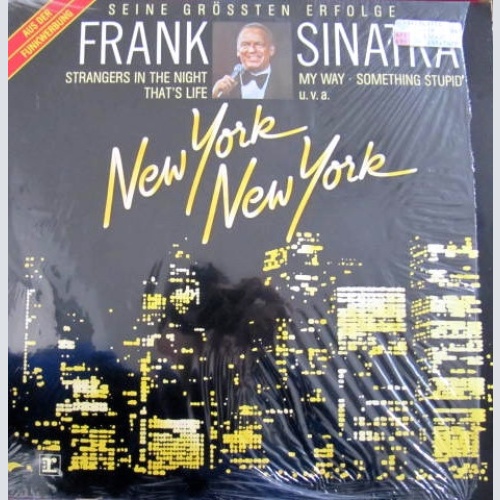 AUS DER
FUNKWERBUNG
SEINE GRÖSSTEN ERFOLGE
FRANK SINATRA
STRANGERS IN THE NIGHT
THAT'S LIFE
MY WAY · SOMETHING STUPID
u.v.a.
New York
New York